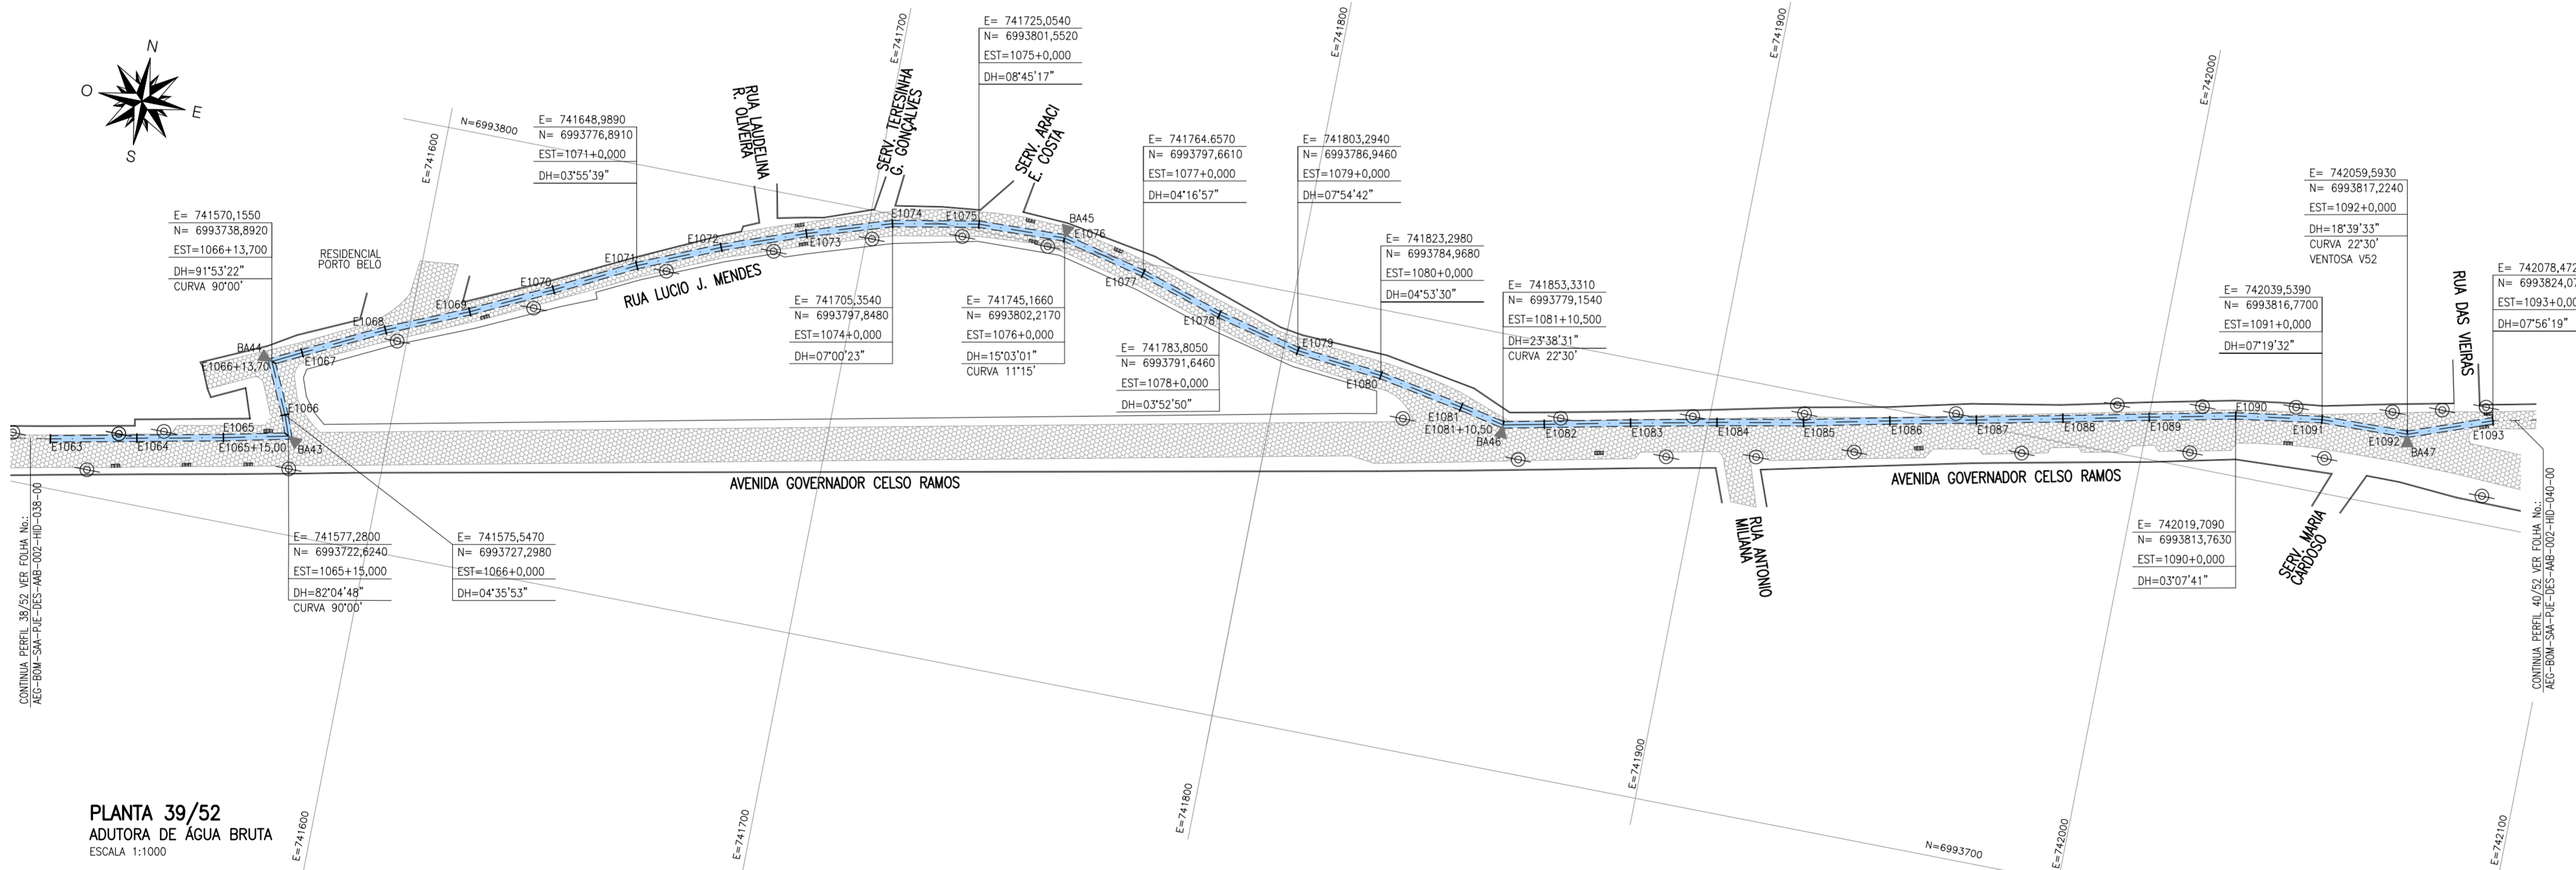 N
O
E
S
E=741600
N=6993800
E=741700
E=741800
E=741900
E=742000
E= 741570,1550
N= 6993738,8920
EST=1066+13,700
DH=91°53'22"
CURVA 90°00'
RESIDENCIAL
PORTO BELO
E= 741648,9890
N= 6993776,8910
EST=1071+0,000
DH=03°55'39"
RUA LAUDELINA
R. OLIVEIRA
SERV. TERESINHA
G. GONÇALVES
E= 741725,0540
N= 6993801,5520
EST=1075+0,000
DH=08°45'17"
SERV. ARACI
E. COSTA
E= 741764.6570
N= 6993797,6610
EST=1077+0,000
DH=04°16'57"
E= 741803,2940
N= 6993786,9460
EST=1079+0,000
DH=07°54'42"
E= 741823,2980
N= 6993784,9680
EST=1080+0,000
DH=04°53'30"
E= 741853,3310
N= 6993779,1540
EST=1081+10,500
DH=23°38'31"
CURVA 22°30'
E= 742059,5930
N= 6993817,2240
EST=1092+0,000
DH=18°39'33"
CURVA 22°30'
VENTOSA V52
E= 742039,5390
N= 6993816,7700
EST=1091+0,000
DH=07°19'32"
RUA DAS VIEIRAS
E= 742078,472
N= 6993824,07
EST=1093+0,00
DH=07°56'19"
E= 741705,3540
N= 6993797,8480
EST=1074+0,000
DH=07°00'23"
E= 741745,1660
N= 6993802,2170
EST=1076+0,000
DH=15°03'01"
CURVA 11°15'
E= 741783,8050
N= 6993791,6460
EST=1078+0,000
DH=03°52'50"
RUA LUCIO J. MENDES
BA44
E1066+13,70
E1067
E1068
E1069
E1070
E1071
E1072
E1073
E1074
E1075
BA45
E1076
E1077
E1078
E1079
E1080
E1081
E1081+10,50
BA46
E1063
E1064
E1065
E1065+15,00
E1066
BA43
E1082
E1083
E1084
E1085
E1086
E1087
E1088
E1089
E1090
E1091
E1092
BA47
E1093
AVENIDA GOVERNADOR CELSO RAMOS
AVENIDA GOVERNADOR CELSO RAMOS
RUA ANTONIO
MILIANA
SERV. MARIA
CARDOSO
E= 741577,2800
N= 6993722,6240
EST=1065+15,000
DH=82°04'48"
CURVA 90°00'
E= 741575,5470
N= 6993727,2980
EST=1066+0,000
DH=04°35'53"
E= 742019,7090
N= 6993813,7630
EST=1090+0,000
DH=03°07'41"
CONTINUA PERFIL 38/52 VER FOLHA No.:
AEG-BOM-SAA-PJE-DES-AAB-002-HID-038-00
CONTINUA PERFIL 40/52 VER FOLHA No.:
AEG-BOM-SAA-PJE-DES-AAB-002-HID-040-00
E=741600
E=741700
E=741800
E=741900
N=6993700
E=742000
E=742100
PLANTA 39/52
ADUTORA DE ÁGUA BRUTA
ESCALA 1:1000